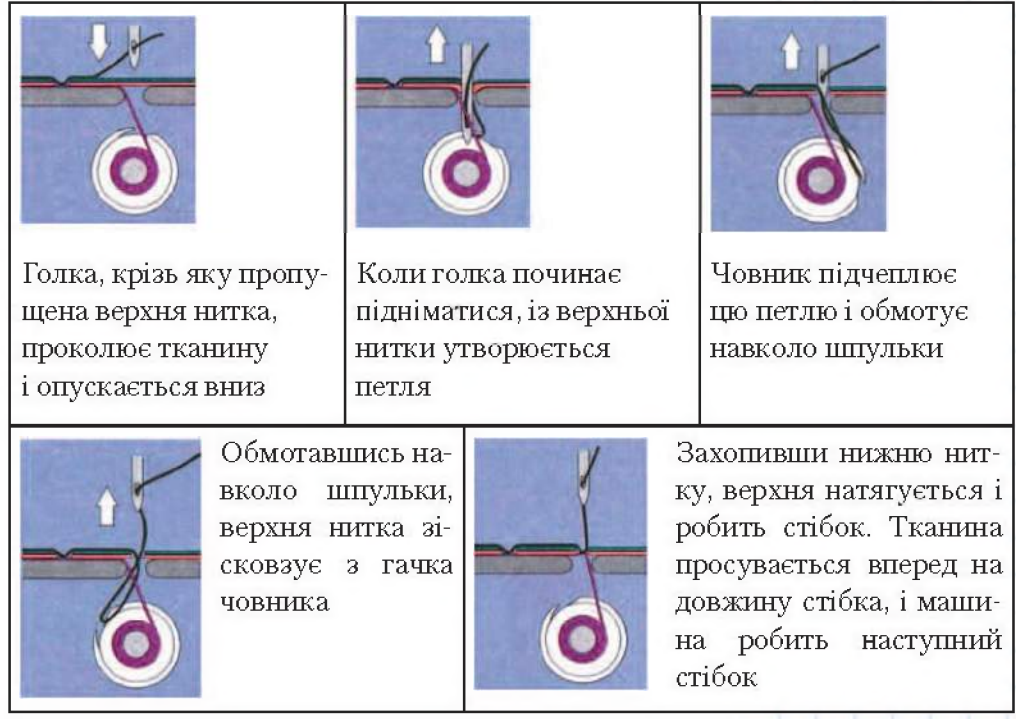 Голка, крізь яку пропу-
щена верхня нитка,
проколює тканину
і опускається вниз
Коли голка починає
підніматися, із верхньої
нитки утворюється
петля
Човник підчеплює
цю петлю і обмотує
навколо шпульки
Обмотавшись на-
вколо шпульки,
верхня нитка зі-
сковзує з гачка
човника
Захопивши нижню нит-
ку, верхня натягується і
робить стібок. Тканина
просувається вперед на
довжину стібка, і маши-
на робить наступний
стібок